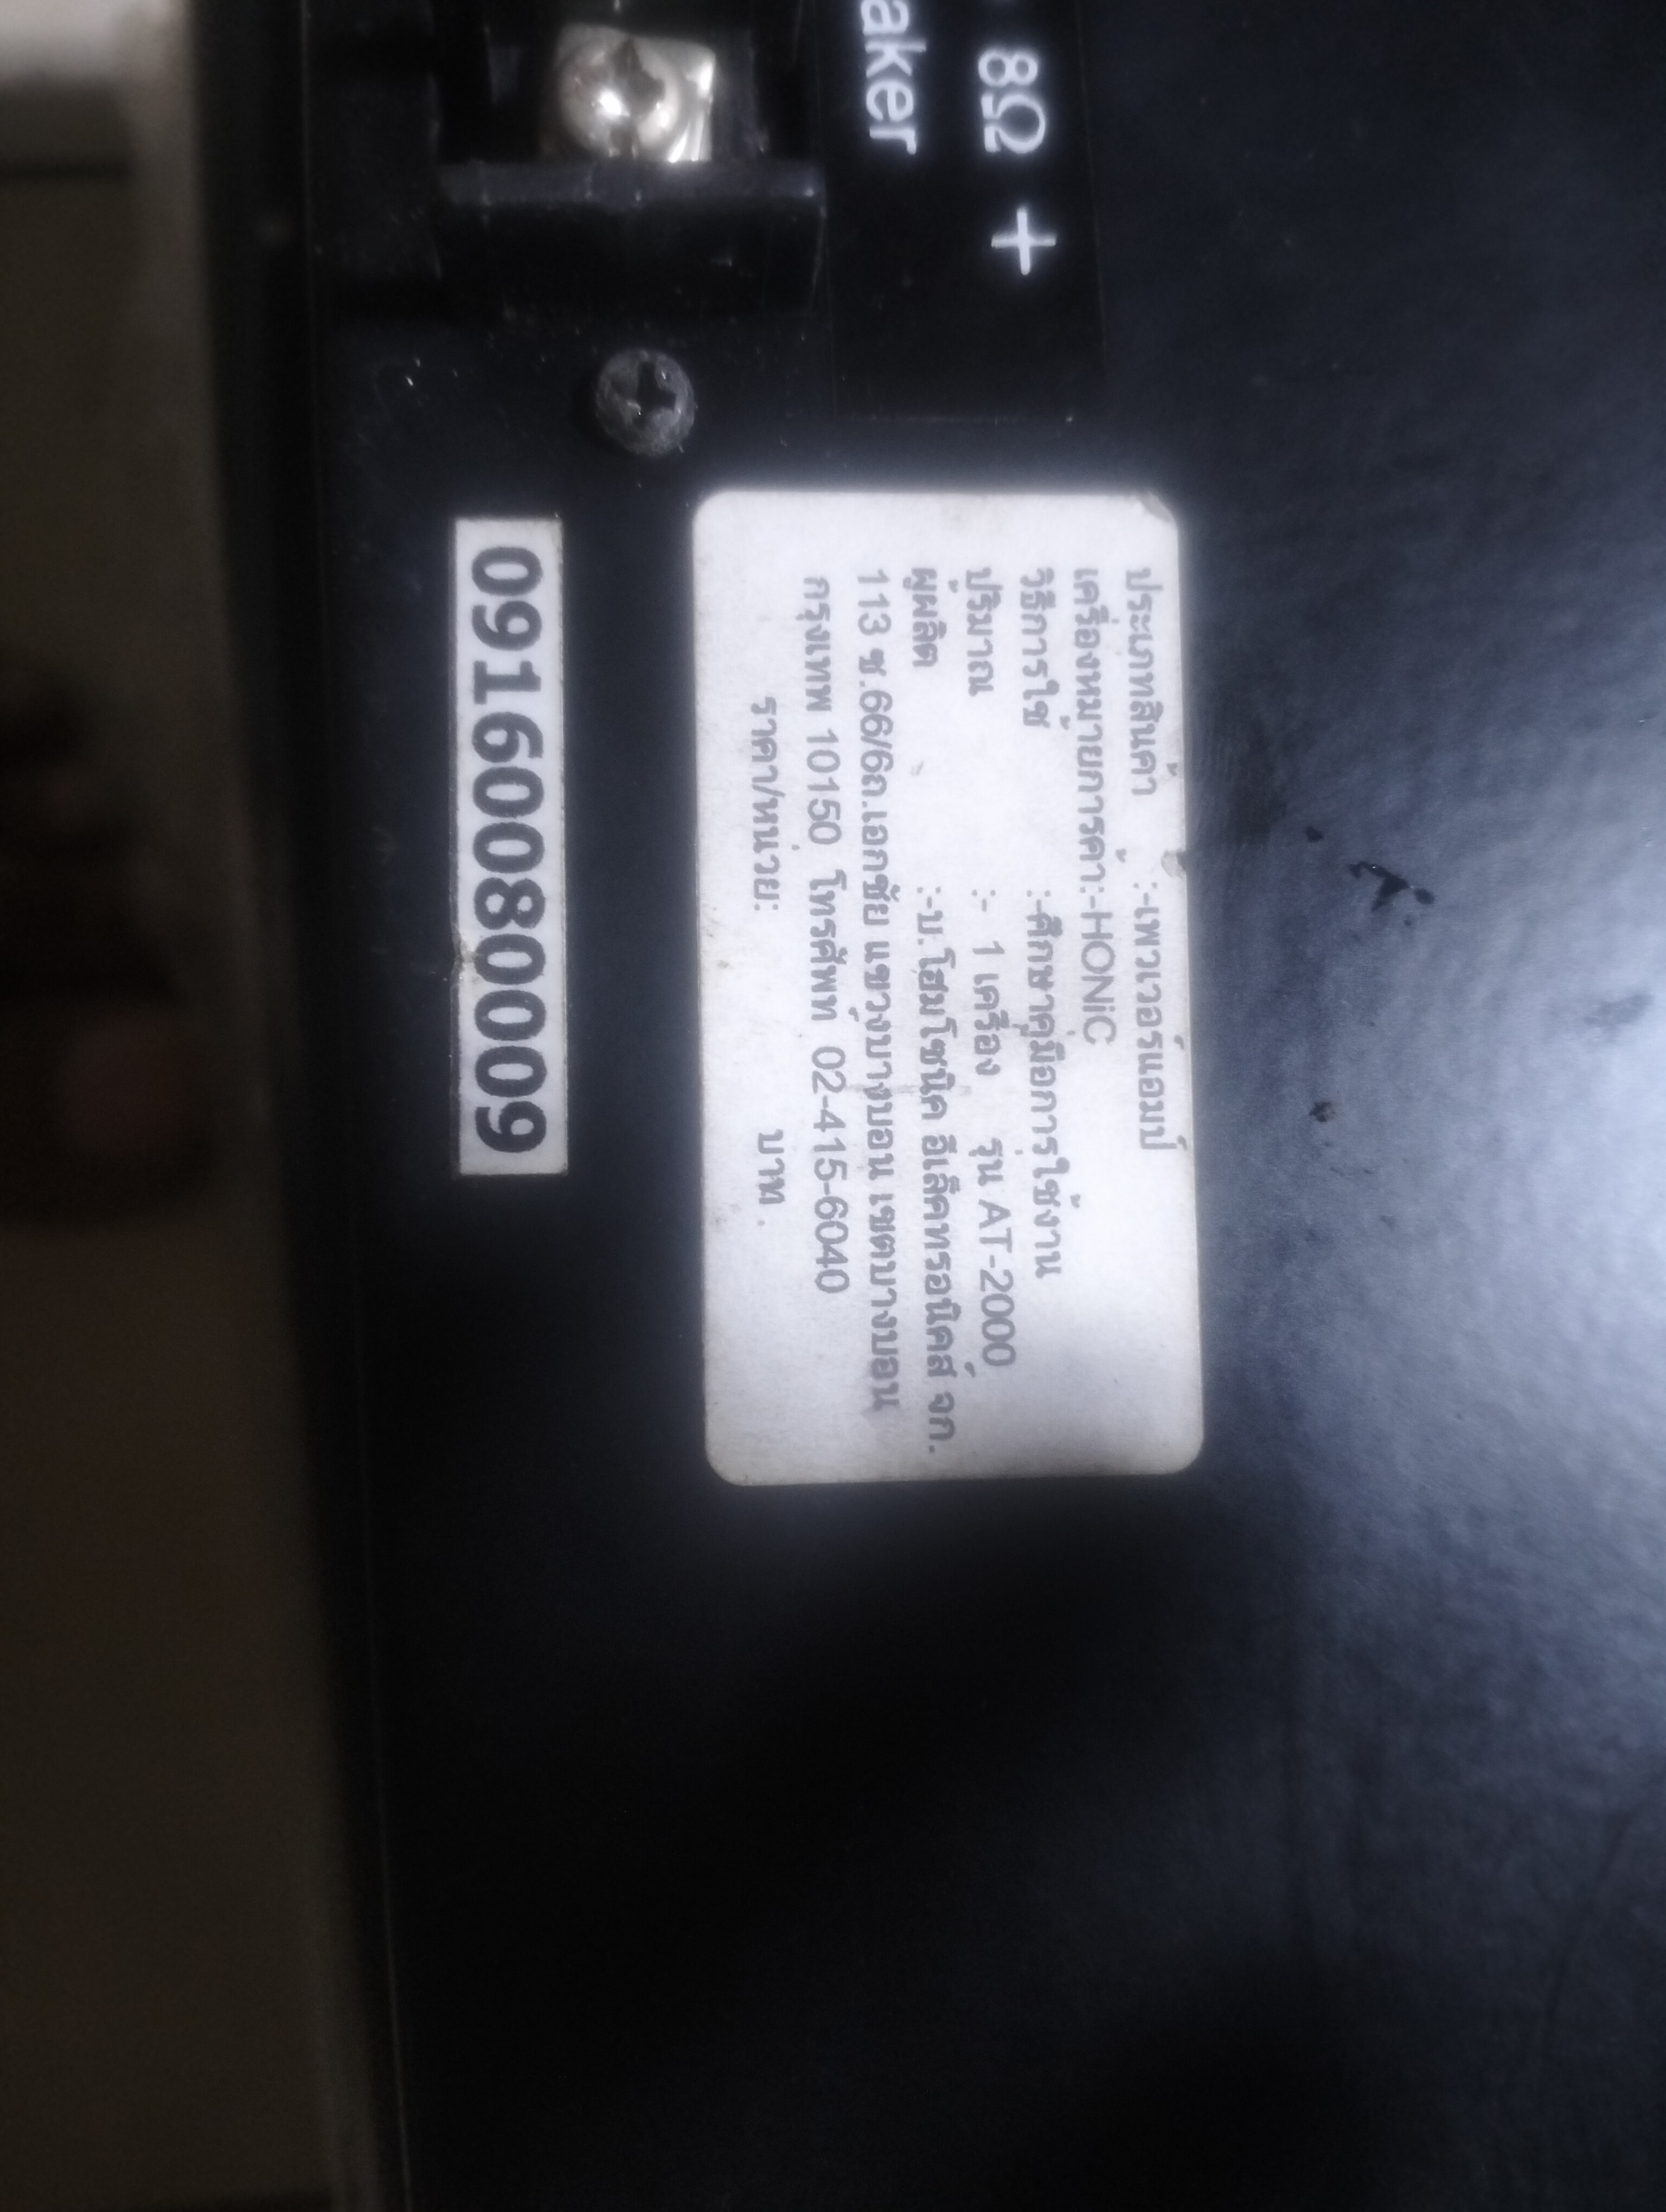 - 8Ω +
aker
ประเภทสินค้า :-เพาเวอร์แอมป์
เครื่องหมายการค้า:-HONiC
วิธีการใช้ :-ศึกษาคู่มือการใช้งาน
ปริมาณ :- 1 เครื่อง รุ่น AT-2000
ผู้ผลิต :-บ.โฮมโซนิค อีเล็คทรอนิคส์ จก.
113 ซ.66/6ถ.เอกชัย แขวงบางบอน เขตบางบอน
กรุงเทพ 10150 โทรศัพท์ 02-415-6040
ราคา/หน่วย: บาท.
091600800009